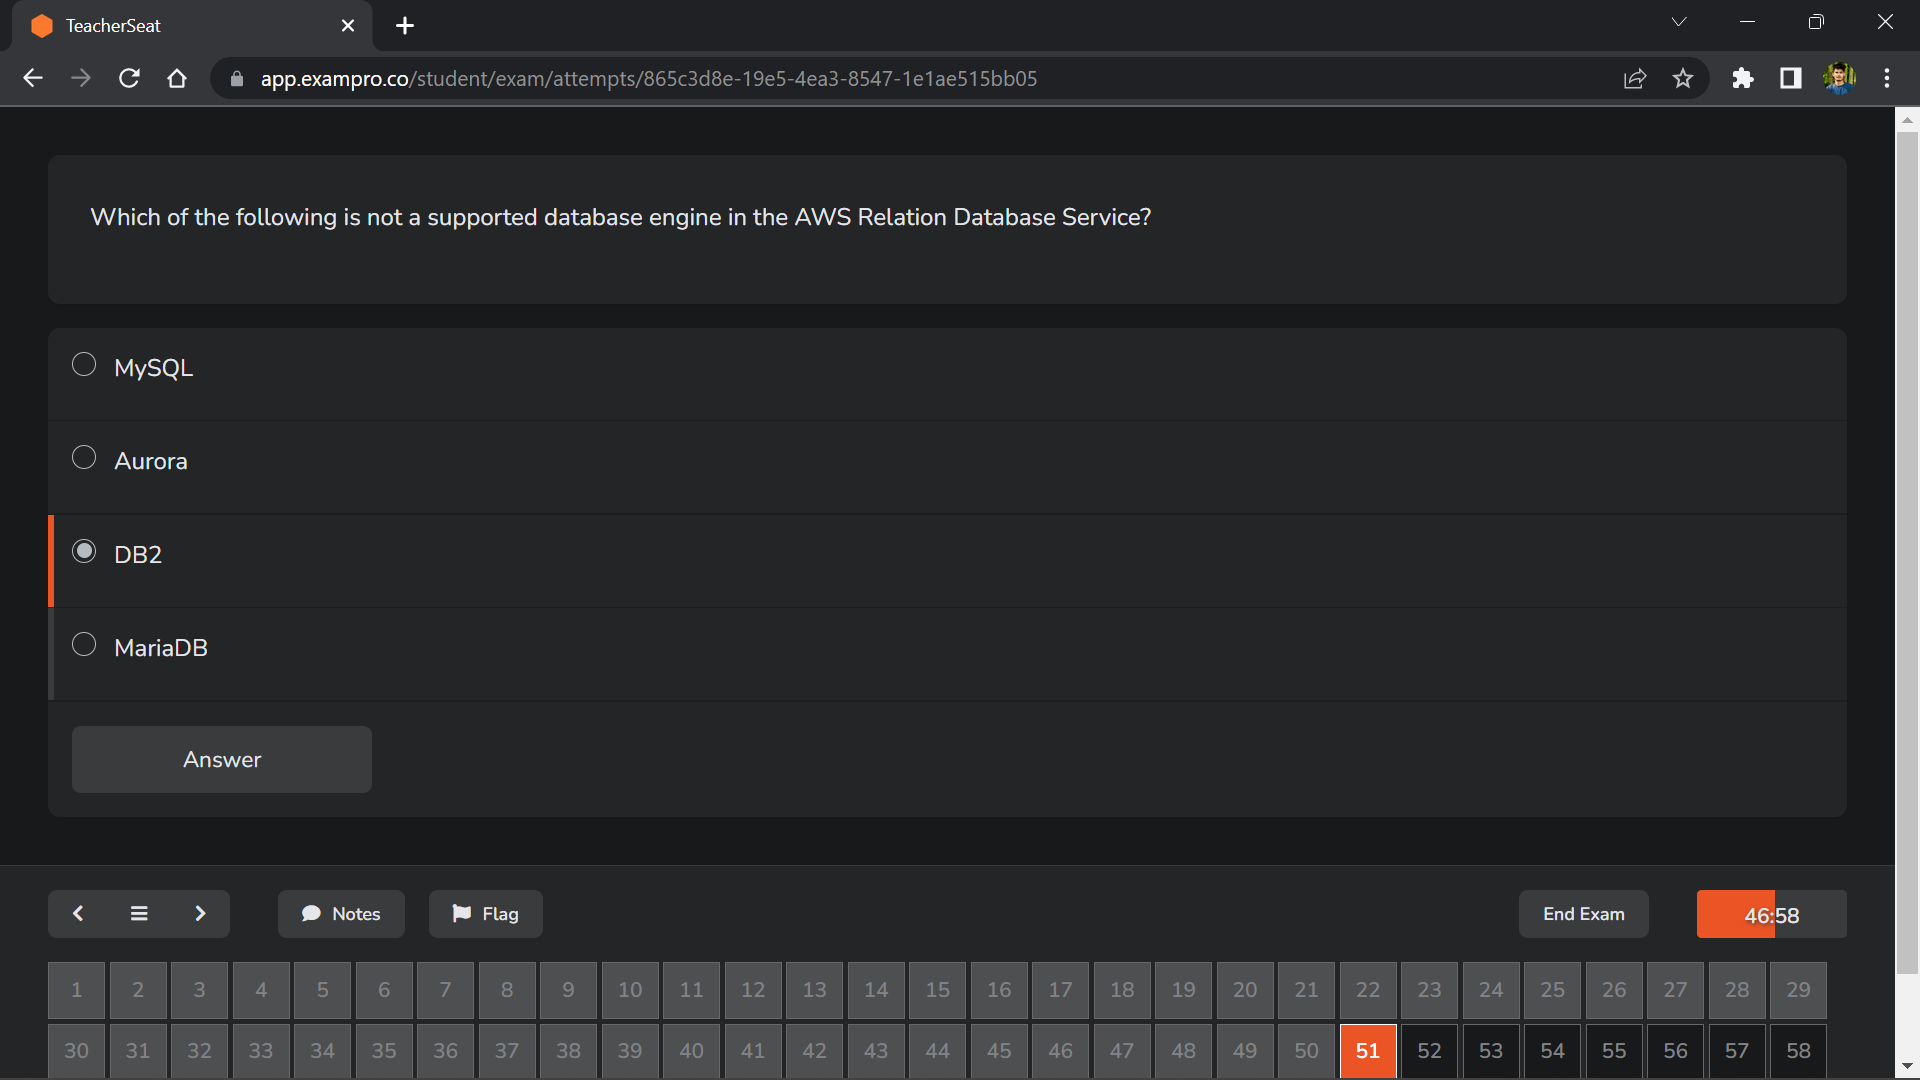 TeacherSeat
app.exampro.co/student/exam/attempts/865c3d8e-19e5-4ea3-8547-1e1ae515bb05
Which of the following is not a supported database engine in the AWS Relation Database Service?
MySQL
Aurora
DB2
MariaDB
Answer
Notes Flag End Exam 46:58
1 2 3 4 5 6 7 8 9 10 11 12 13 14 15 16 17 18 19 20 21 22 23 24 25 26 27 28 29
30 31 32 33 34 35 36 37 38 39 40 41 42 43 44 45 46 47 48 49 50 51 52 53 54 55 56 57 58